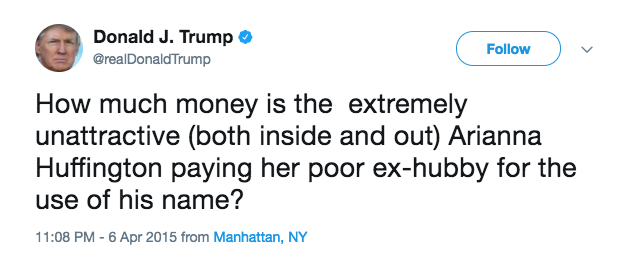 Donald J. Trump
@realDonaldTrump
Follow
How much money is the  extremely
unattractive (both inside and out) Arianna
Huffington paying her poor ex-hubby for the
use of his name?
11:08 PM - 6 Apr 2015 from Manhattan, NY